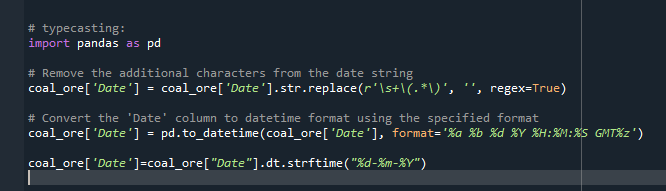 # typecasting:
import pandas as pd
# Remove the additional characters from the date string
coal_ore['Date'] = coal_ore['Date'].str.replace(r'\s+\(.*\)', '', regex=True)
# Convert the 'Date' column to datetime format using the specified format
coal_ore['Date'] = pd.to_datetime(coal_ore['Date'], format='%a %b %d %Y %H:%M:%S GMT%z')
coal_ore['Date']=coal_ore["Date"].dt.strftime("%d-%m-%Y")